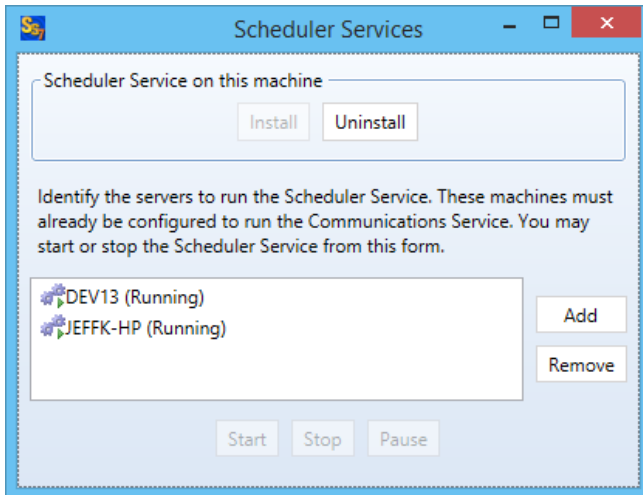 SS7
Scheduler Services
Scheduler Service on this machine
Install Uninstall
Identify the servers to run the Scheduler Service. These machines must
already be configured to run the Communications Service. You may
start or stop the Scheduler Service from this form.
DEV13 (Running)
JEFFK-HP (Running)
Add
Remove
Start Stop Pause